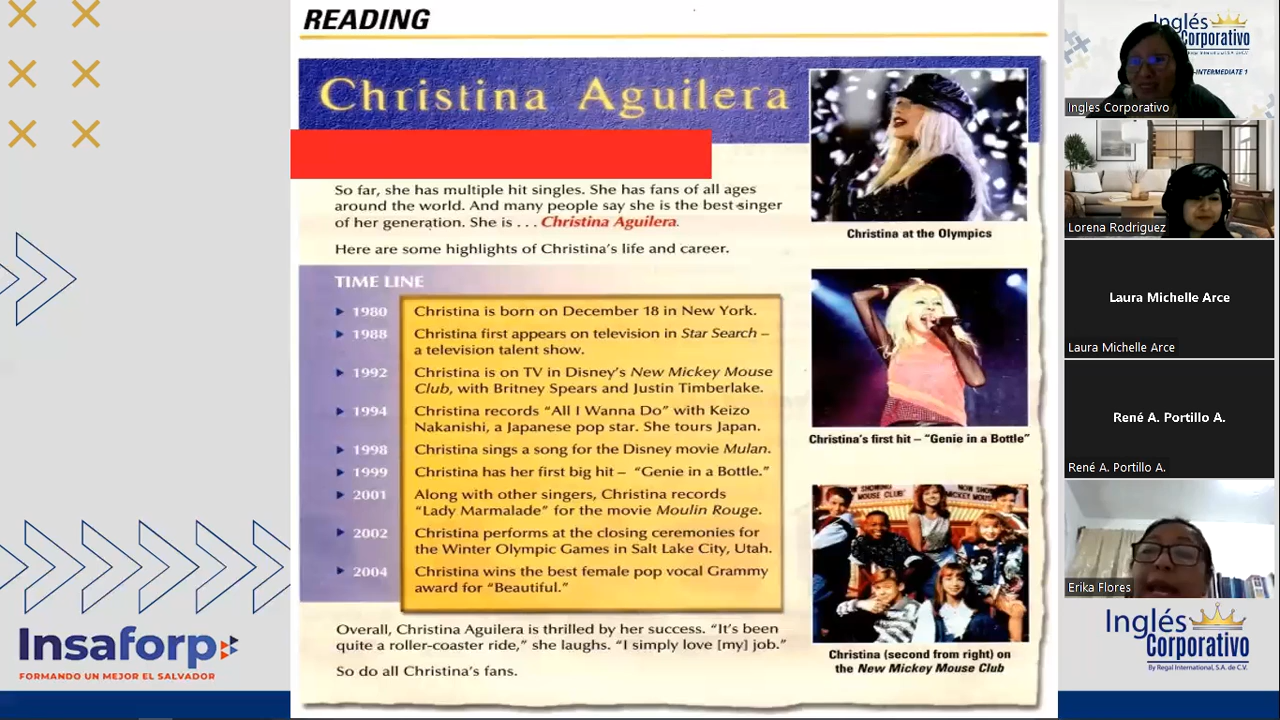 READING
Christina Aguilera
So far, she has multiple hit singles. She has fans of all ages
around the world. And many people say she is the best singer
of her generation. She is . . . Christina Aguilera.
Here are some highlights of Christina's life and career.
TIME LINE
1980 Christina is born on December 18 in New York.
1988 Christina first appears on television in Star Search –
a television talent show.
1992 Christina is on TV in Disney's New Mickey Mouse
Club, with Britney Spears and Justin Timberlake.
1994 Christina records "All I Wanna Do" with Keizo
Nakanishi, a Japanese pop star. She tours Japan.
1998 Christina sings a song for the Disney movie Mulan.
1999 Christina has her first big hit – "Genie in a Bottle."
2001 Along with other singers, Christina records
"Lady Marmalade" for the movie Moulin Rouge.
2002 Christina performs at the closing ceremonies for
the Winter Olympic Games in Salt Lake City, Utah.
2004 Christina wins the best female pop vocal Grammy
award for "Beautiful."
Overall, Christina Aguilera is thrilled by her success. "It's been
quite a roller-coaster ride," she laughs. "I simply love [my] job."
So do all Christina's fans.
Christina at the Olympics
Christina's first hit – "Genie in a Bottle"
MOUSE CLUB
Christina (second from right) on
the New Mickey Mouse Club
Insaforp
FORMANDO UN MEJOR EL SALVADOR
Inglés
Corporativo
-INTERMEDIATE 1
Ingles Corporativo
Lorena Rodriguez
Laura Michelle Arce
Laura Michelle Arce
René A. Portillo A.
René A. Portillo A.
Erika Flores
Inglés
Corporativo
By Regal International, S.A. de C.V.